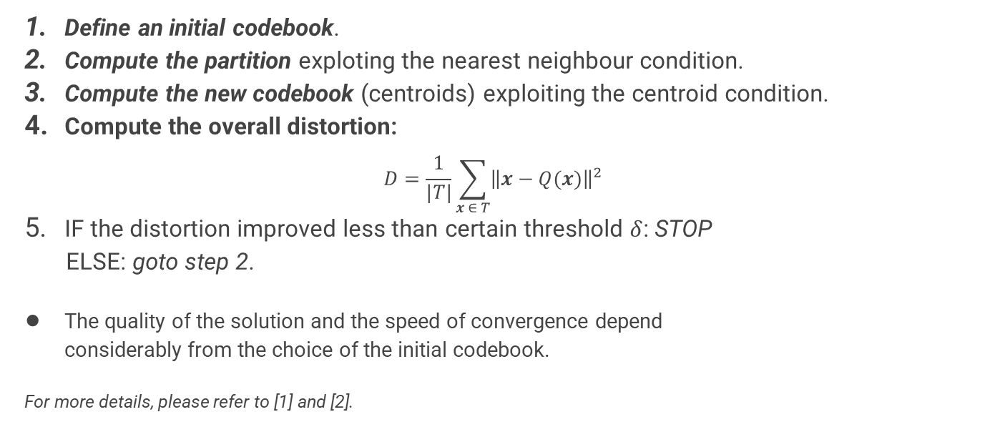 1. Define an initial codebook.
2. Compute the partition exploting the nearest neighbour condition.
3. Compute the new codebook (centroids) exploiting the centroid condition.
4. Compute the overall distortion:
D = \frac{1}{|T|} \sum_{x \in T} \|x - Q(x)\|^2
5. IF the distortion improved less than certain threshold δ: STOP
ELSE: goto step 2.
● The quality of the solution and the speed of convergence depend
considerably from the choice of the initial codebook.
For more details, please refer to [1] and [2].